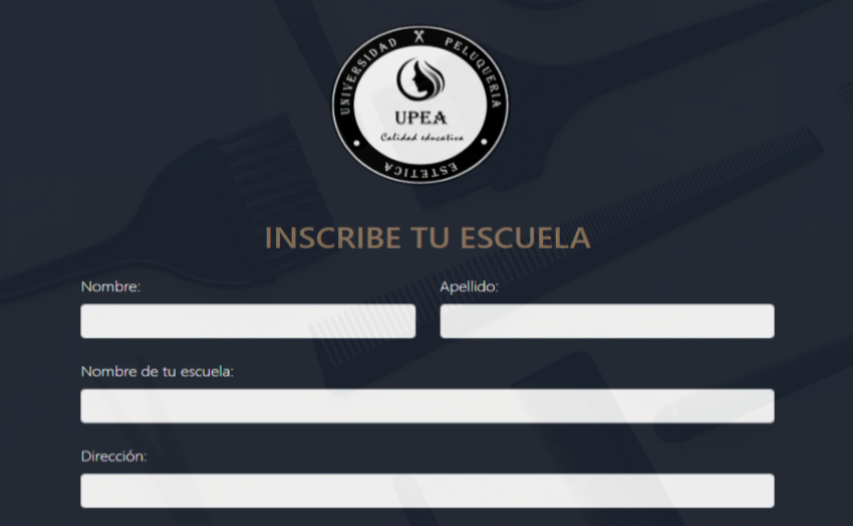 UNIVERSIDAD PELUQUERIA
UPEA
Calidad educativa
ESTETICA
INSCRIBE TU ESCUELA
Nombre:
Apellido:
Nombre de tu escuela:
Dirección: